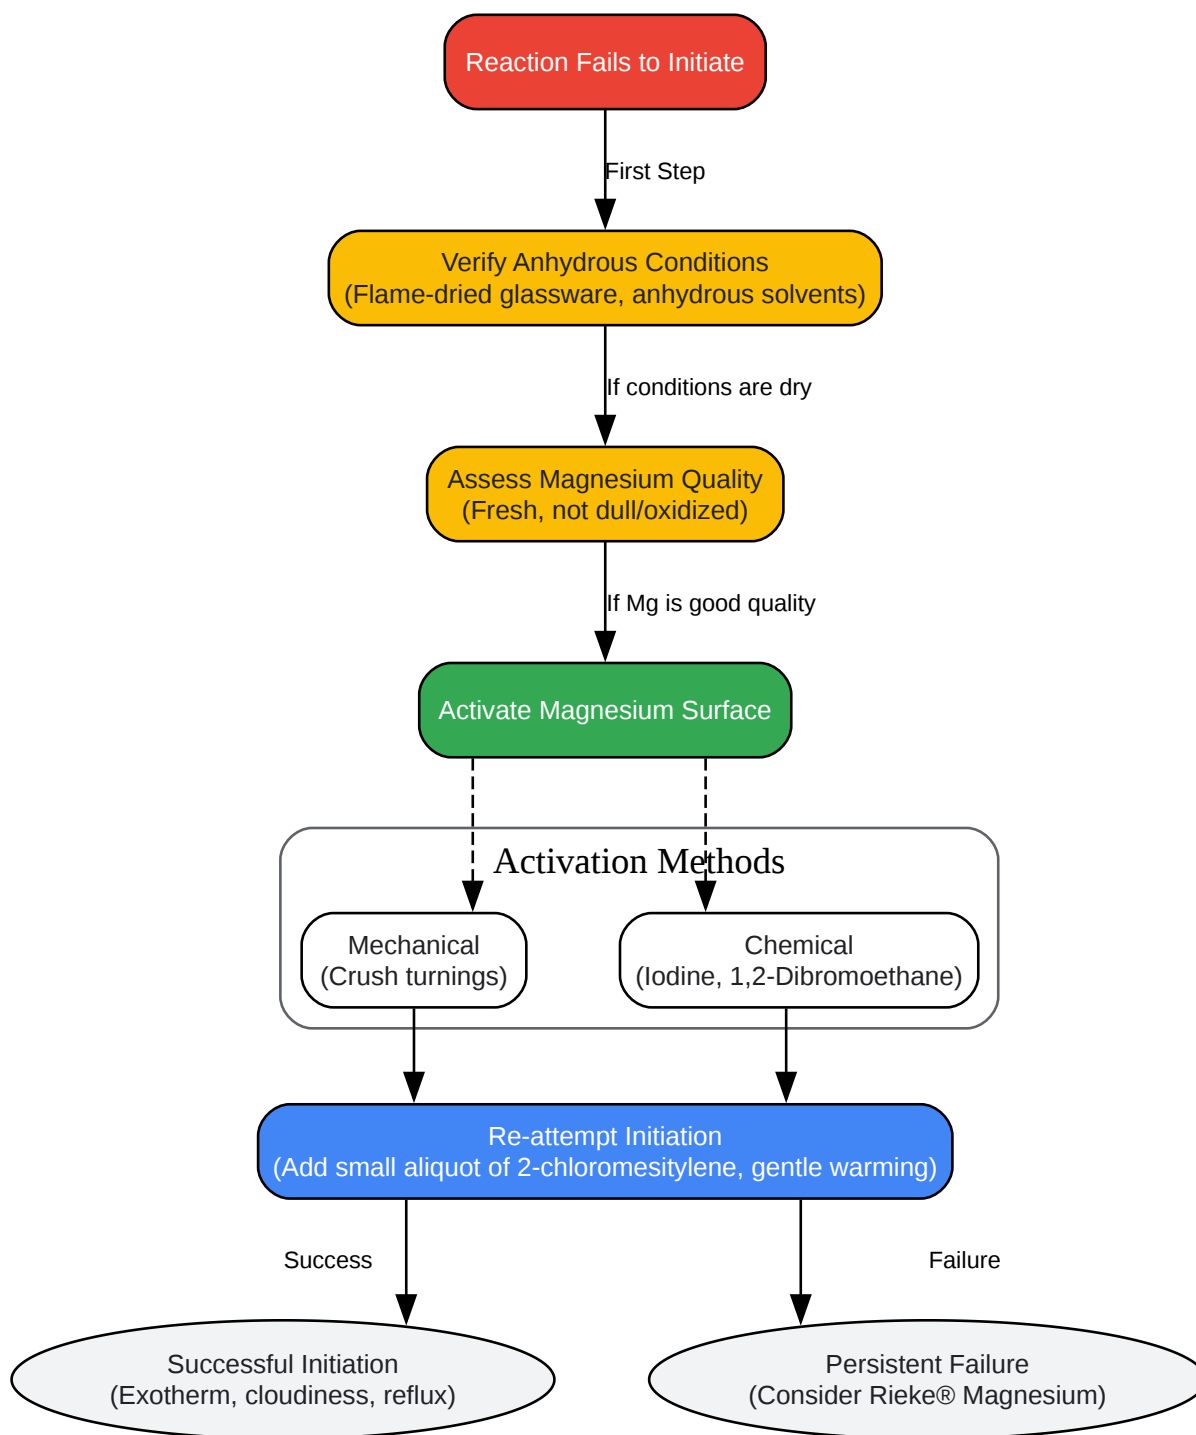 Reaction Fails to Initiate
First Step
Verify Anhydrous Conditions
(Flame-dried glassware, anhydrous solvents)
If conditions are dry
Assess Magnesium Quality
(Fresh, not dull/oxidized)
If Mg is good quality
Activate Magnesium Surface
Activation Methods
Mechanical
(Crush turnings)
Chemical
(Iodine, 1,2-Dibromoethane)
Re-attempt Initiation
(Add small aliquot of 2-chloromesitylene, gentle warming)
Success
Failure
Successful Initiation
(Exotherm, cloudiness, reflux)
Persistent Failure
(Consider Rieke® Magnesium)